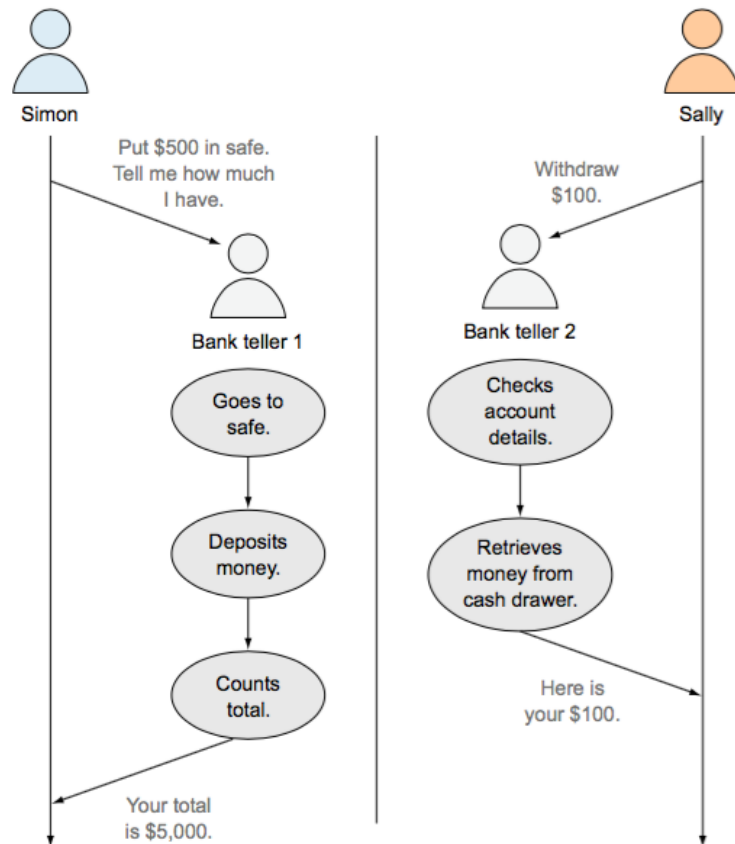 Simon
Put $500 in safe.
Tell me how much
I have.
Bank teller 1
Goes to
safe.
Deposits
money.
Counts
total.
Your total
is $5,000.
Sally
Withdraw
$100.
Bank teller 2
Checks
account
details.
Retrieves
money from
cash drawer.
Here is
your $100.